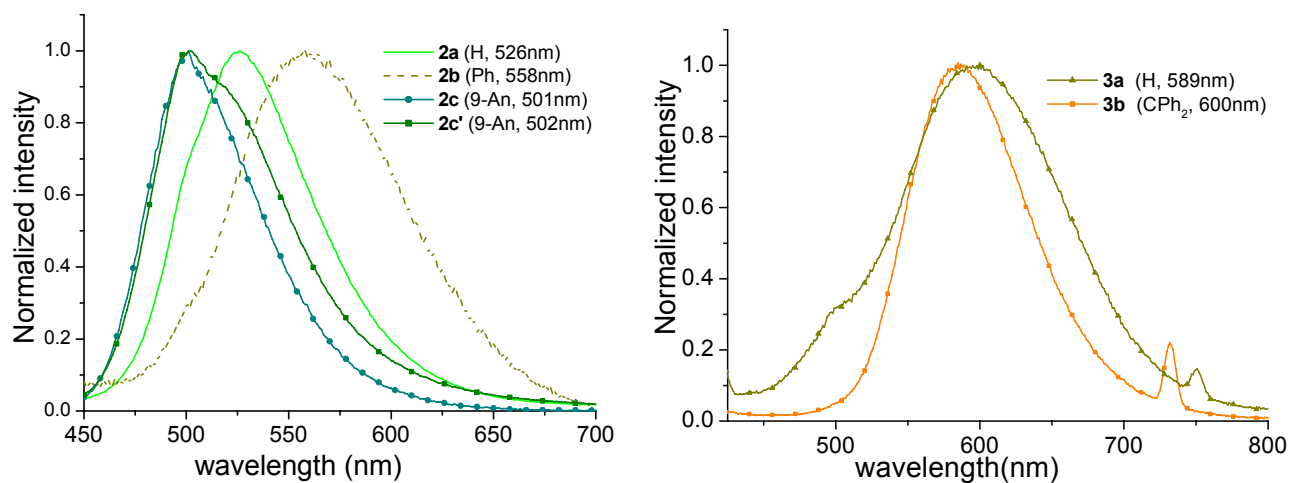 Normalized intensity
1.0
0.8
0.6
0.4
0.2
0.0
450
500
550
600
650
700
wavelength (nm)
2a (H, 526nm)
2b (Ph, 558nm)
2c (9-An, 501nm)
2c' (9-An, 502nm)
Normalized intensity
1.0
0.8
0.6
0.4
0.2
0.0
500
600
700
800
wavelength(nm)
3a (H, 589nm)
3b (CPh₂, 600nm)